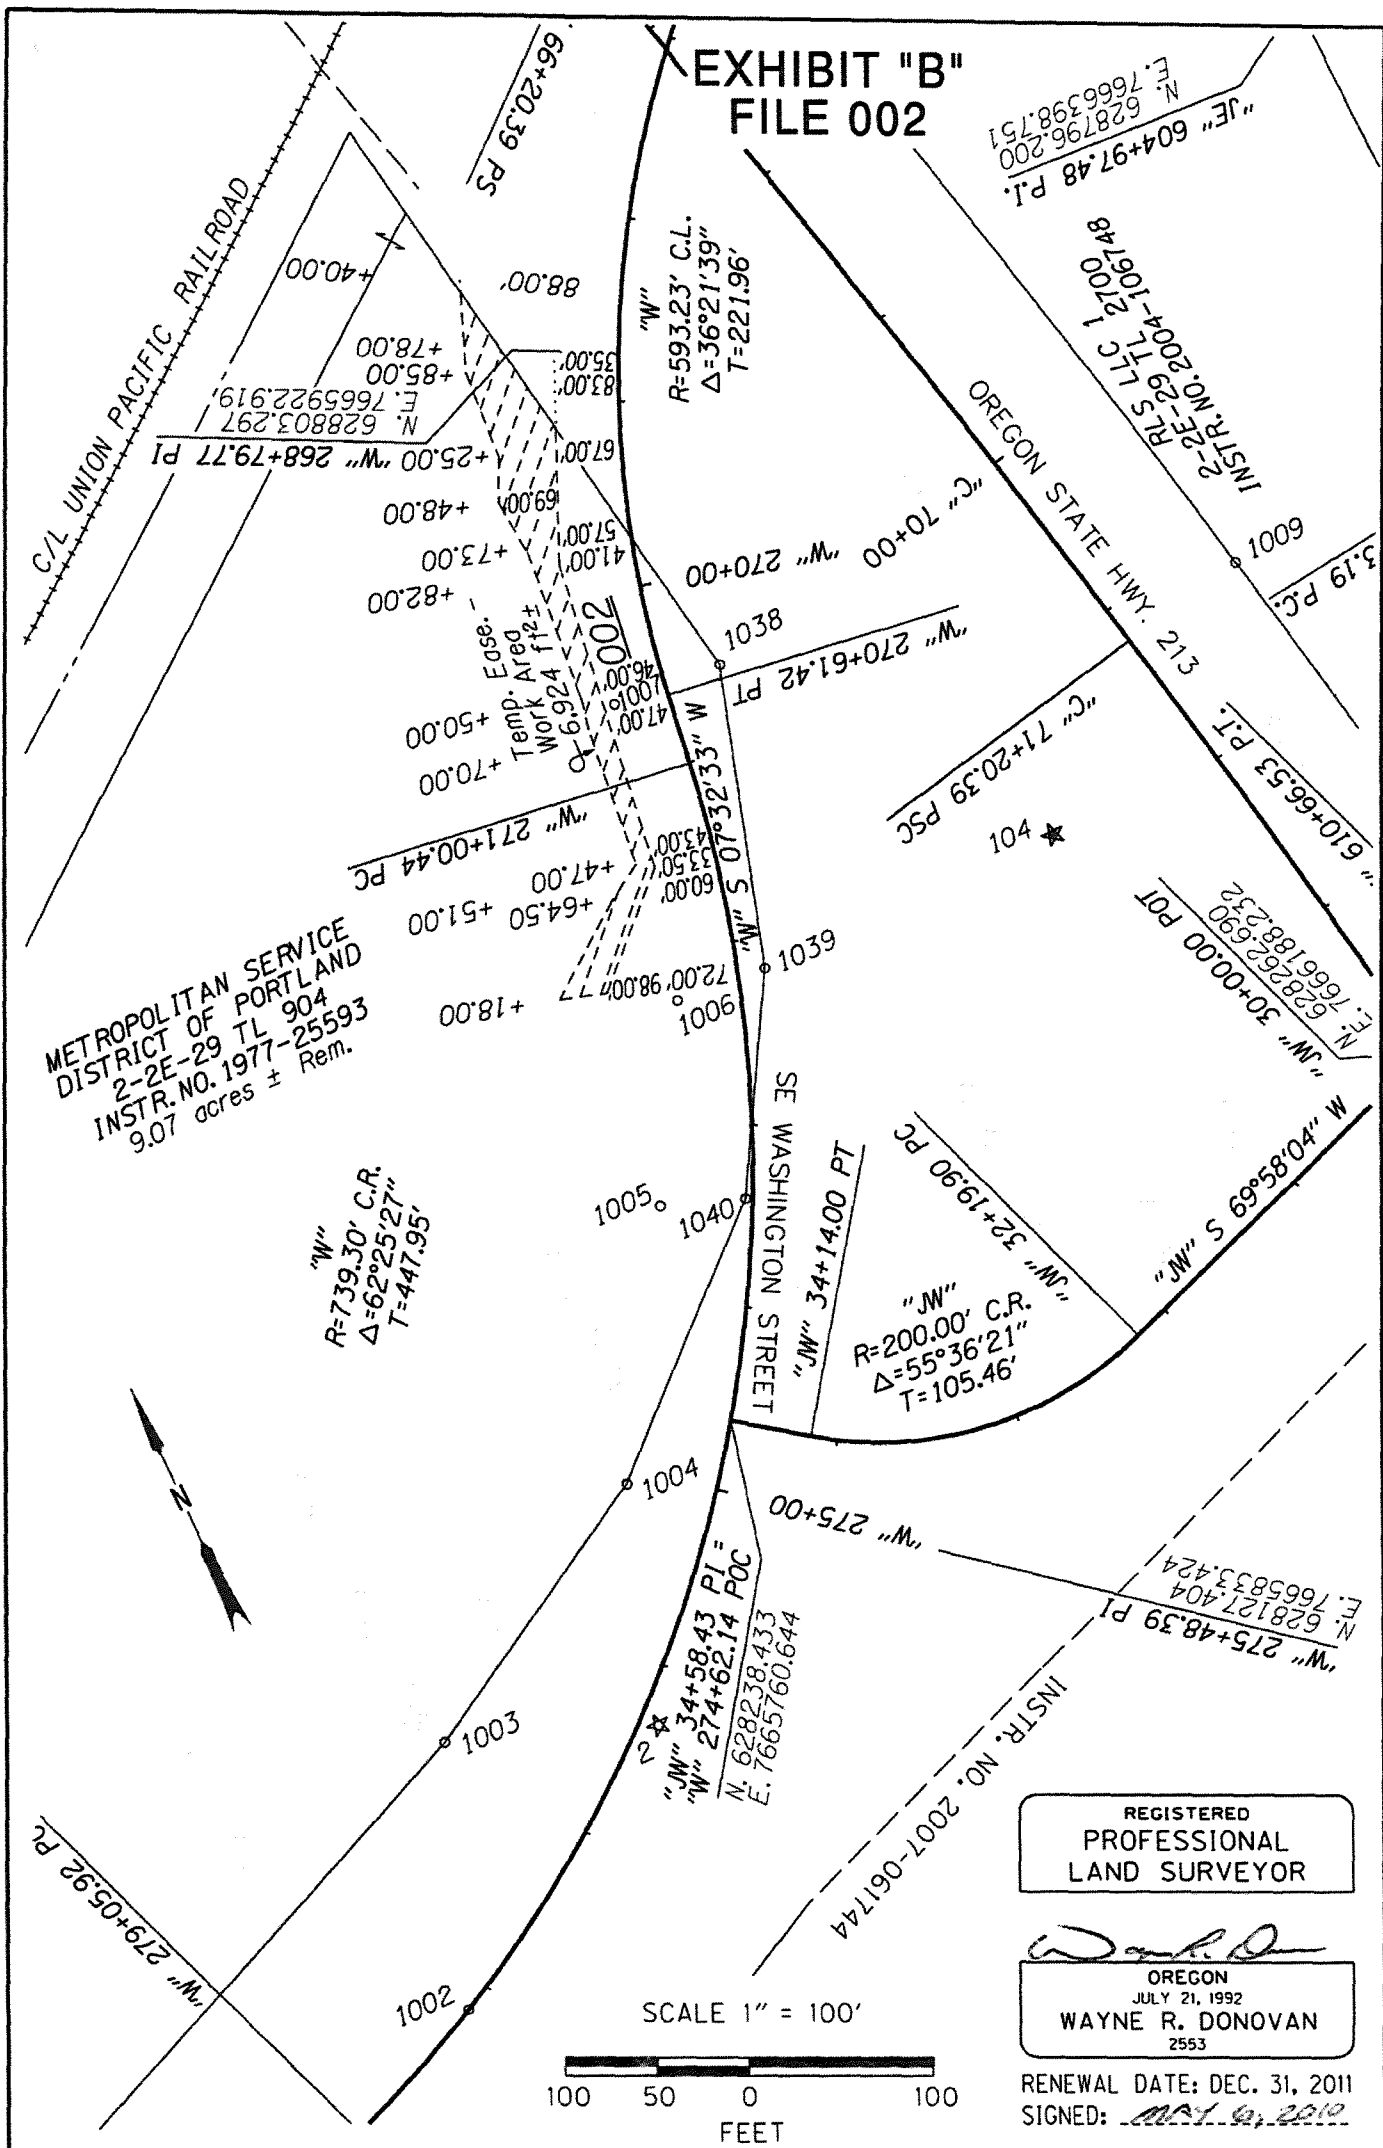 EXHIBIT "B"
FILE 002
66+20.39 PS
"JE" 604+97.48 P.I.
N. 628796.200
E. 7666398.751
C/L UNION PACIFIC RAILROAD
+40.00
88.00'
"W"
R=593.23' C.L.
Δ=36°21'39"
T=221.96'
+78.00
+85.00
35.00'
83.00'
"W" 268+79.77 PI
N. 628803.297
E. 7665922.919
+25.00
67.00'
+48.00
69.00'
+73.00
57.00'
41.00'
+82.00
OREGON STATE HWY. 213
RLS LLC 1
2-2E-29 TL 2700
INSTR. NO. 2004-106748
1009
3.19 P.C.
"C" 70+00
"W" 270+00
Temp. Ease. -
Work Area
6,924 ft²±
002
46.00'
1007
47.00'
1038
"W" 270+61.42 PT
+50.00
+70.00
"W" 271+00.44 PC
"W" S 07°32'33" W
"C" 71+20.39 PSC
104
" 610+66.53 P.I.
+47.00
43.00'
33.50'
60.00'
+51.00 +64.50
+18.00
72.00' 98.00'
1006
1039
"JW" 30+00.00 POT
N. 628262.690
E. 7666188.232
METROPOLITAN SERVICE
DISTRICT OF PORTLAND
2-2E-29 TL 904
INSTR. NO. 1977-25593
9.07 acres ± Rem.
SE WASHINGTON STREET
"W"
R=739.30' C.R.
Δ=62°25'27"
T=447.95'
1005
1040
"JW" 34+14.00 PT
"JW" 32+19.90 PC
"JW" S 69°58'04" W
"JW"
R=200.00' C.R.
Δ=55°36'21"
T=105.46'
N
1004
"W" 275+00
"W" 275+48.39 PI
N. 628127.404
E. 7665833.424
"JW" 34+58.43 PI =
"W" 274+62.14 POC
N. 628238.433
E. 7665760.644
2
1003
INSTR. NO. 2007-061744
"W" 279+05.92 P
1002
SCALE 1" = 100'
100 50 0 100
FEET
REGISTERED
PROFESSIONAL
LAND SURVEYOR
OREGON
JULY 21, 1992
WAYNE R. DONOVAN
2553
RENEWAL DATE: DEC. 31, 2011
SIGNED: MAY 6, 2010